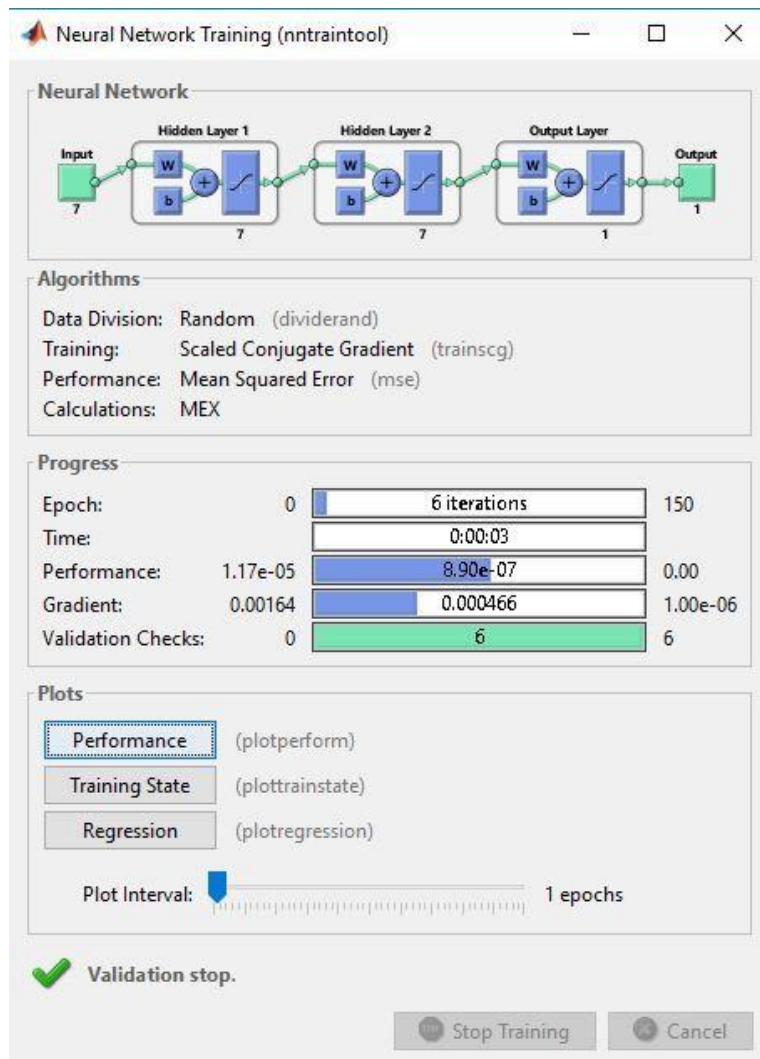 Neural Network Training (nntraintool)
Neural Network
Hidden Layer 1 Hidden Layer 2 Output Layer
Input Output
W W W
b b b
7 1
7 7 1
Algorithms
Data Division: Random (dividerand)
Training: Scaled Conjugate Gradient (trainscg)
Performance: Mean Squared Error (mse)
Calculations: MEX
Progress
Epoch: 0 6 iterations 150
Time: 0:00:03
Performance: 1.17e-05 8.90e-07 0.00
Gradient: 0.00164 0.000466 1.00e-06
Validation Checks: 0 6 6
Plots
Performance (plotperform)
Training State (plottrainstate)
Regression (plotregression)
Plot Interval: 1 epochs
Validation stop.
Stop Training Cancel